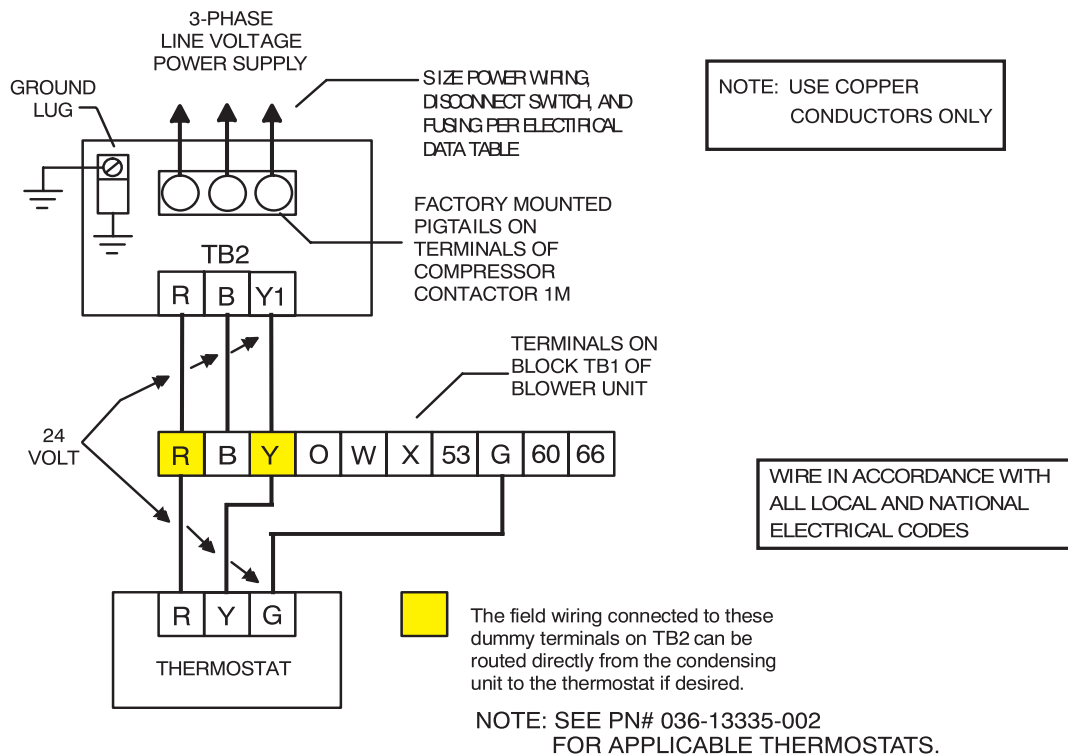 3-PHASE
LINE VOLTAGE
POWER SUPPLY
GROUND
LUG
SIZE POWER WIRING,
DISCONNECT SWITCH, AND
FUSING PER ELECTIRICAL
DATA TABLE
NOTE: USE COPPER
CONDUCTORS ONLY
FACTORY MOUNTED
PIGTAILS ON
TERMINALS OF
COMPRESSOR
CONTACTOR 1M
TB2
R B Y1
TERMINALS ON
BLOCK TB1 OF
BLOWER UNIT
24
VOLT
R B Y O W X 53 G 60 66
WIRE IN ACCORDANCE WITH
ALL LOCAL AND NATIONAL
ELECTRICAL CODES
R Y G
THERMOSTAT
The field wiring connected to these
dummy terminals on TB2 can be
routed directly from the condensing
unit to the thermostat if desired.
NOTE: SEE PN# 036-13335-002
FOR APPLICABLE THERMOSTATS.